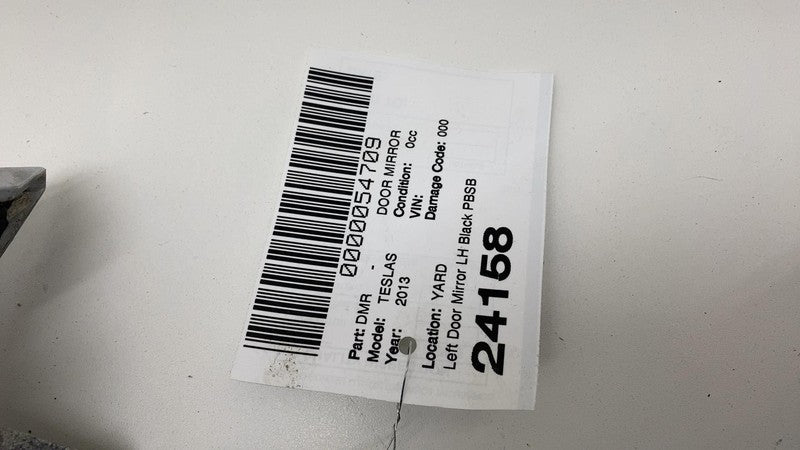 0000054709
Part: DMR - DOOR MIRROR
Model: TESLAS Condition: 0cc
Year: 2013 VIN:
Damage Code: 000
Location: YARD
Left Door Mirror LH Black PBSB
24158